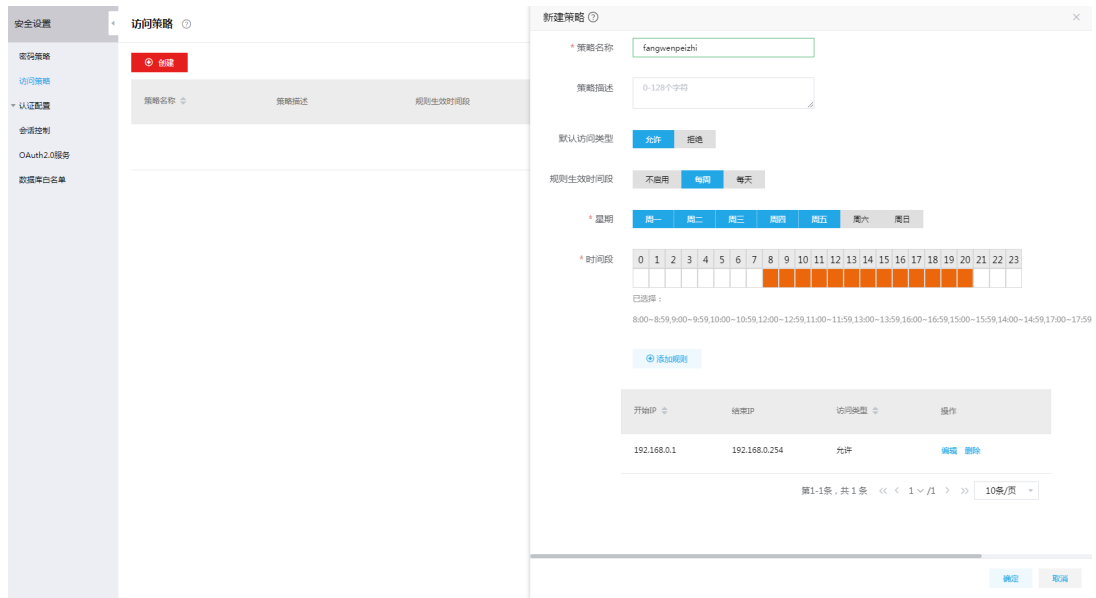 安全设置
密码策略
访问策略
认证配置
会话控制
OAuth2.0服务
数据库白名单
访问策略
创建
策略名称 策略描述 规则生效时间段
新建策略
* 策略名称 fangwenpeizhi
策略描述 0-128个字符
默认访问类型 允许 拒绝
规则生效时间段 不启用 每周 每天
* 星期 周一 周二 周三 周四 周五 周六 周日
* 时间段 0 1 2 3 4 5 6 7 8 9 10 11 12 13 14 15 16 17 18 19 20 21 22 23
已选择：
8:00~8:59,9:00~9:59,10:00~10:59,12:00~12:59,11:00~11:59,13:00~13:59,16:00~16:59,15:00~15:59,14:00~14:59,17:00~17:59
添加规则
开始IP 结束IP 访问类型 操作
192.168.0.1 192.168.0.254 允许 编辑 删除
第1-1条，共 1 条 1 /1 10条/页
确定 取消